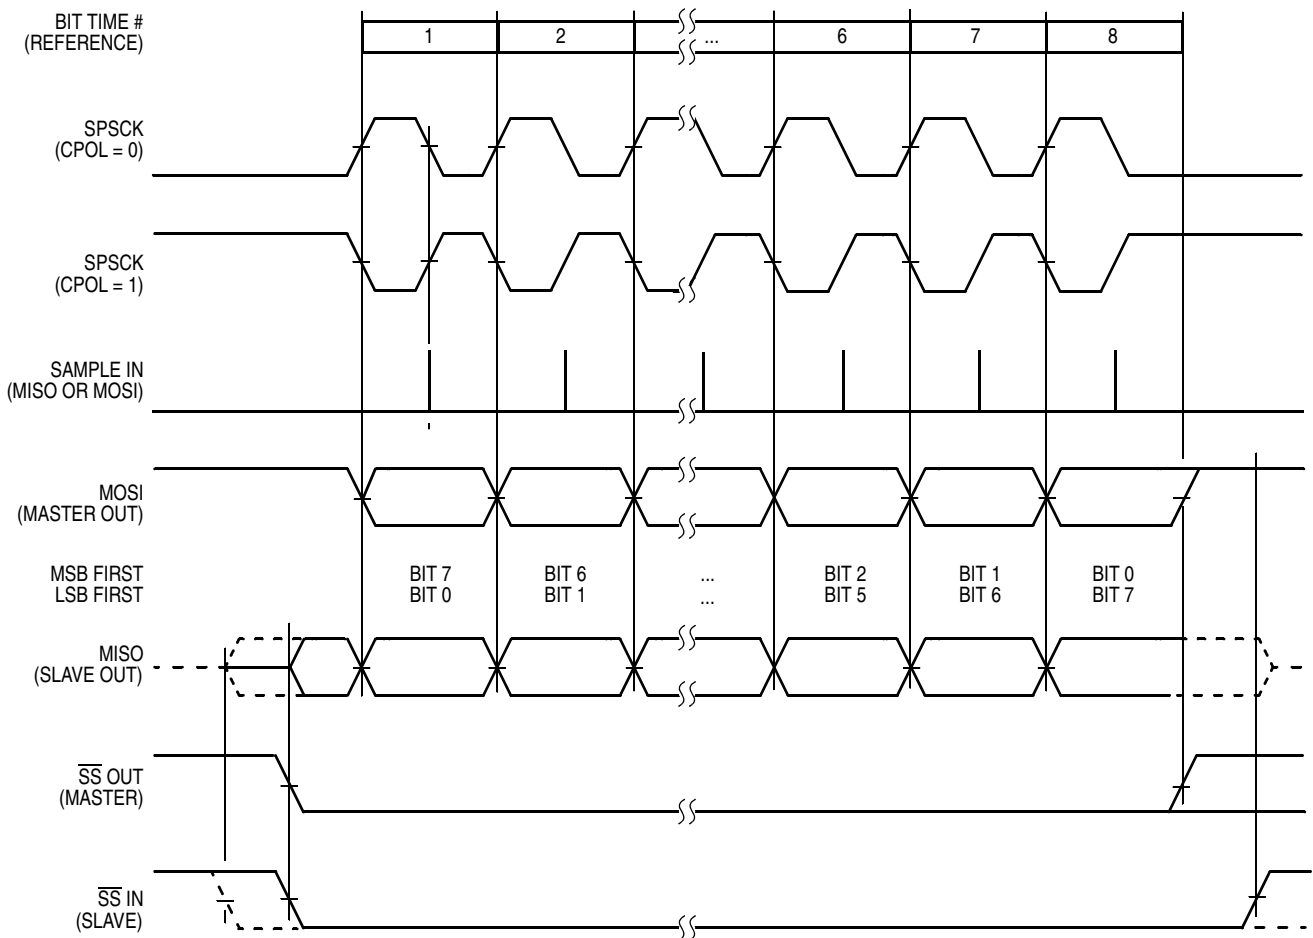 BIT TIME #
(REFERENCE)
1 2 ... 6 7 8
SPSCK
(CPOL = 0)
SPSCK
(CPOL = 1)
SAMPLE IN
(MISO OR MOSI)
MOSI
(MASTER OUT)
MSB FIRST BIT 7 BIT 6 ... BIT 2 BIT 1 BIT 0
LSB FIRST BIT 0 BIT 1 ... BIT 5 BIT 6 BIT 7
MISO
(SLAVE OUT)
S̅S̅ OUT
(MASTER)
S̅S̅ IN
(SLAVE)